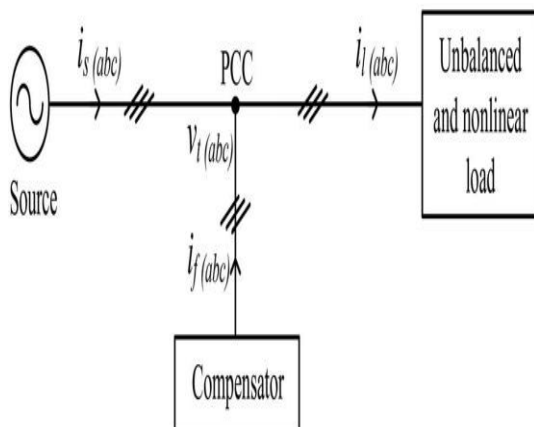 i_s (abc)
PCC
i_l (abc)
Unbalanced
and nonlinear
load
v_t (abc)
Source
i_f (abc)
Compensator